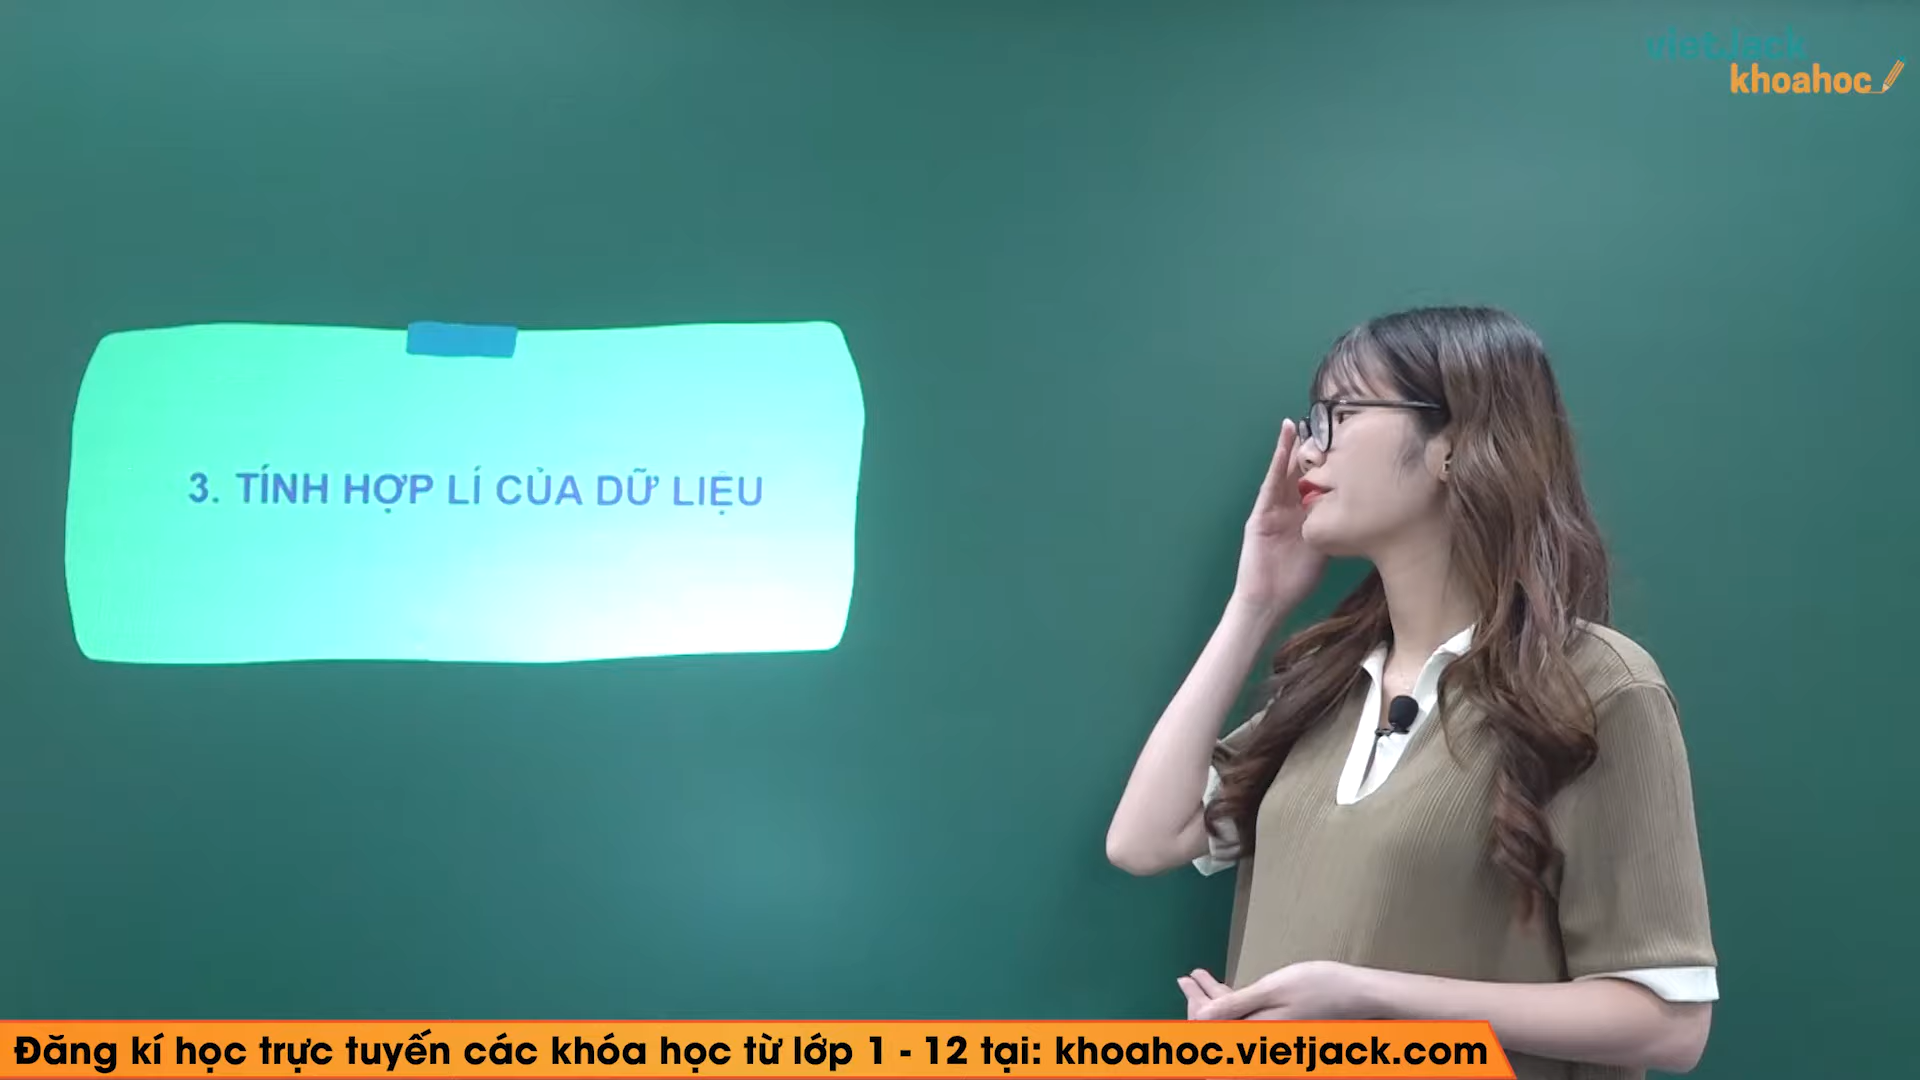 vietJack
khoahoc
3. TÍNH HỢP LÍ CỦA DỮ LIỆU
Đăng kí học trực tuyến các khóa học từ lớp 1 - 12 tại: khoahoc.vietjack.com